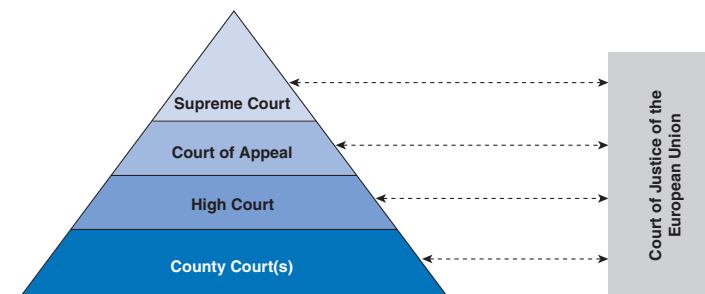 Supreme Court
Court of Appeal
High Court
County Court(s)
Court of Justice of the
European Union